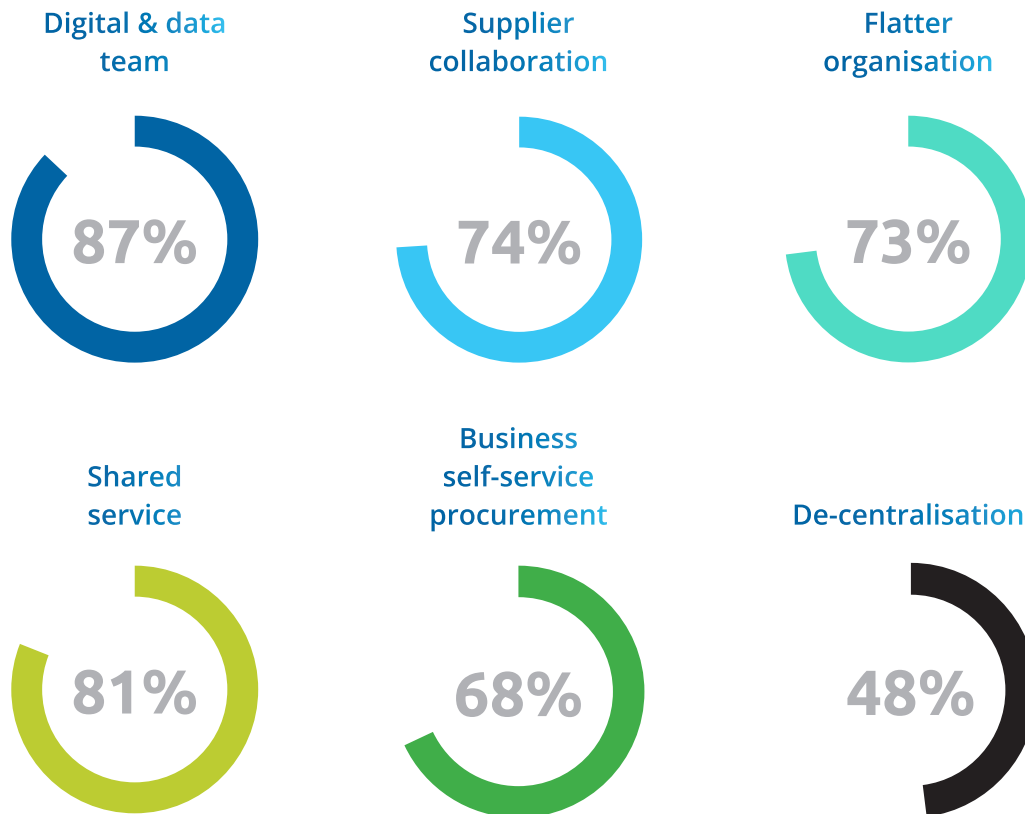 Digital & data
team
87%
Supplier
collaboration
74%
Flatter
organisation
73%
Shared
service
81%
Business
self-service
procurement
68%
De-centralisation
48%